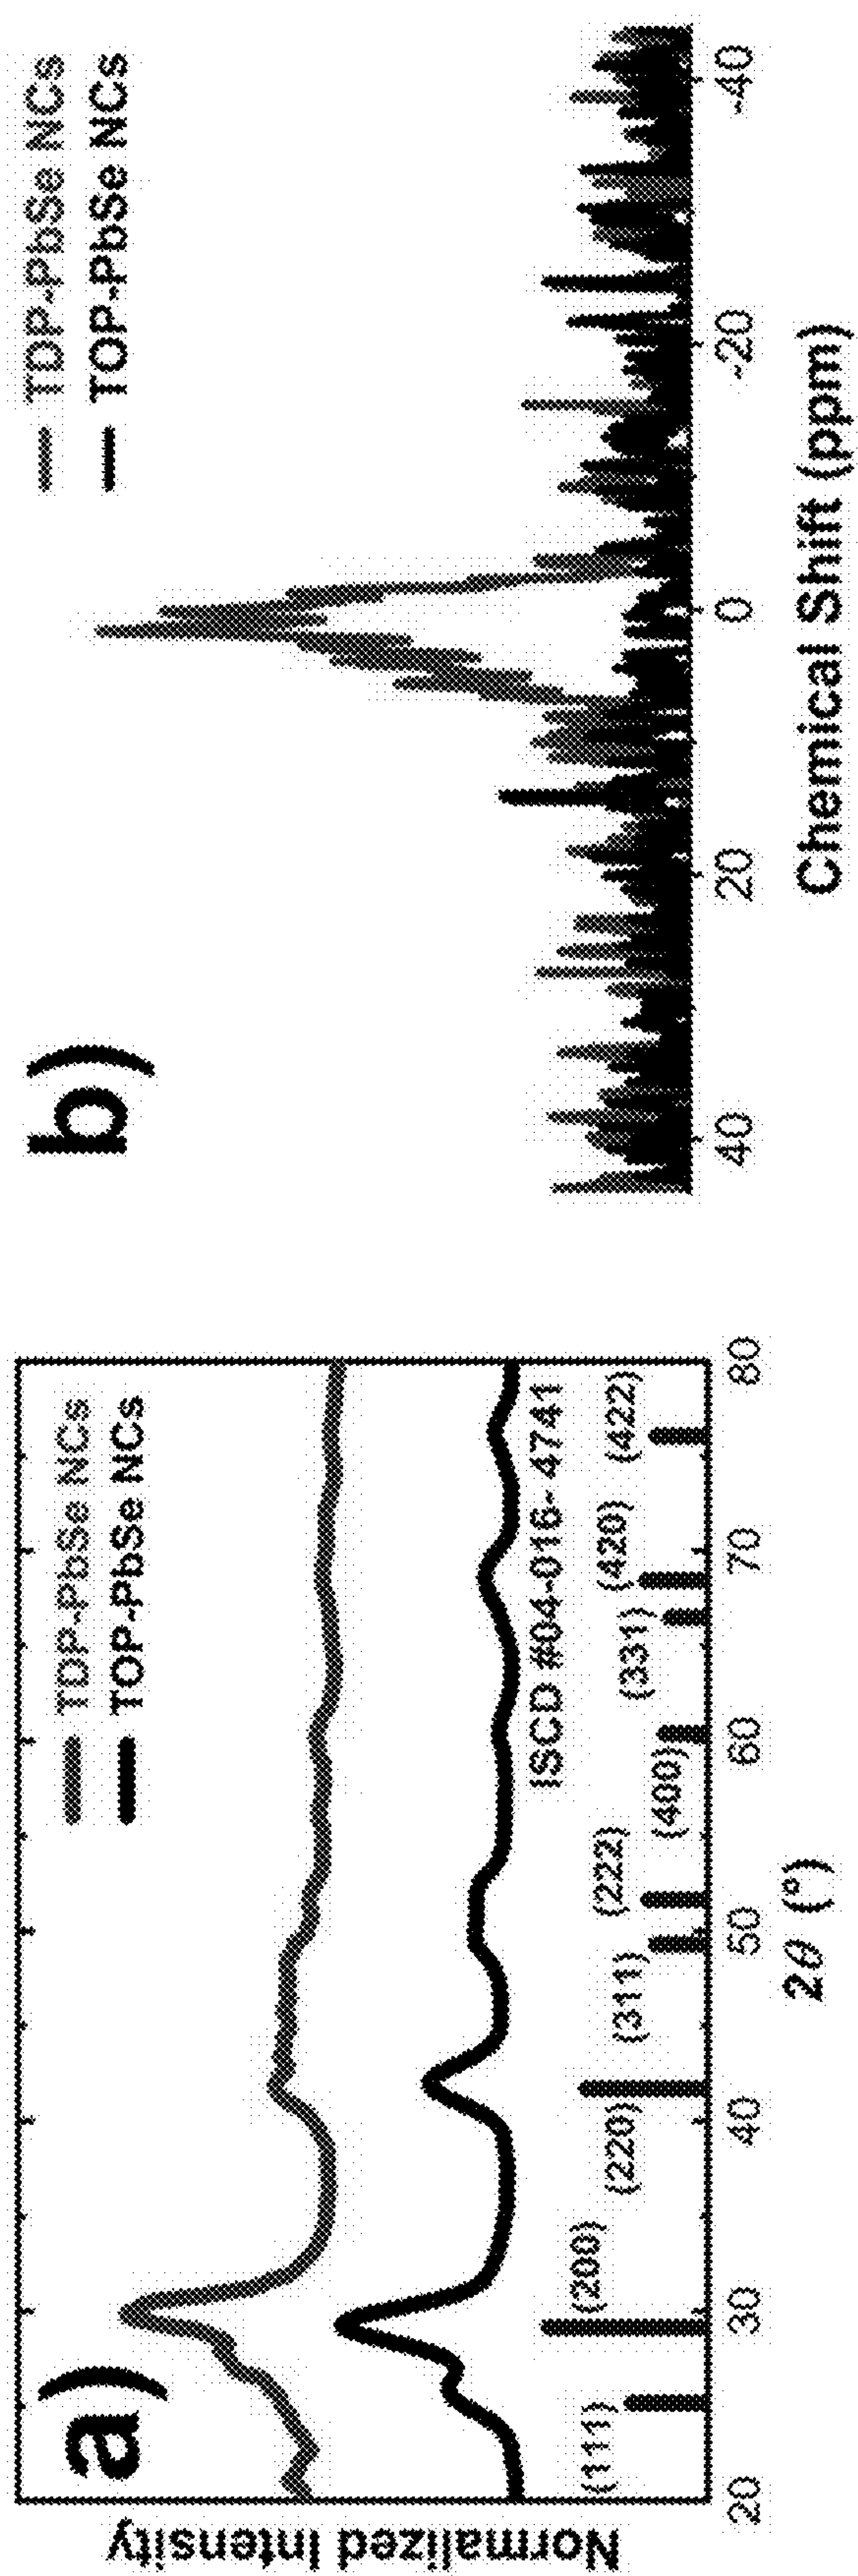 a)
TDP-PbSe NCs
TOP-PbSe NCs
Normalized Intensity
ISCD #04-016- 4741
(111)
(200)
(220)
(311)
(222)
(400)
(331)
(420)
(422)
20 30 40 50 60 70 80
2θ (°)
b)
TDP-PbSe NCs
TOP-PbSe NCs
40 20 0 -20 -40
Chemical Shift (ppm)